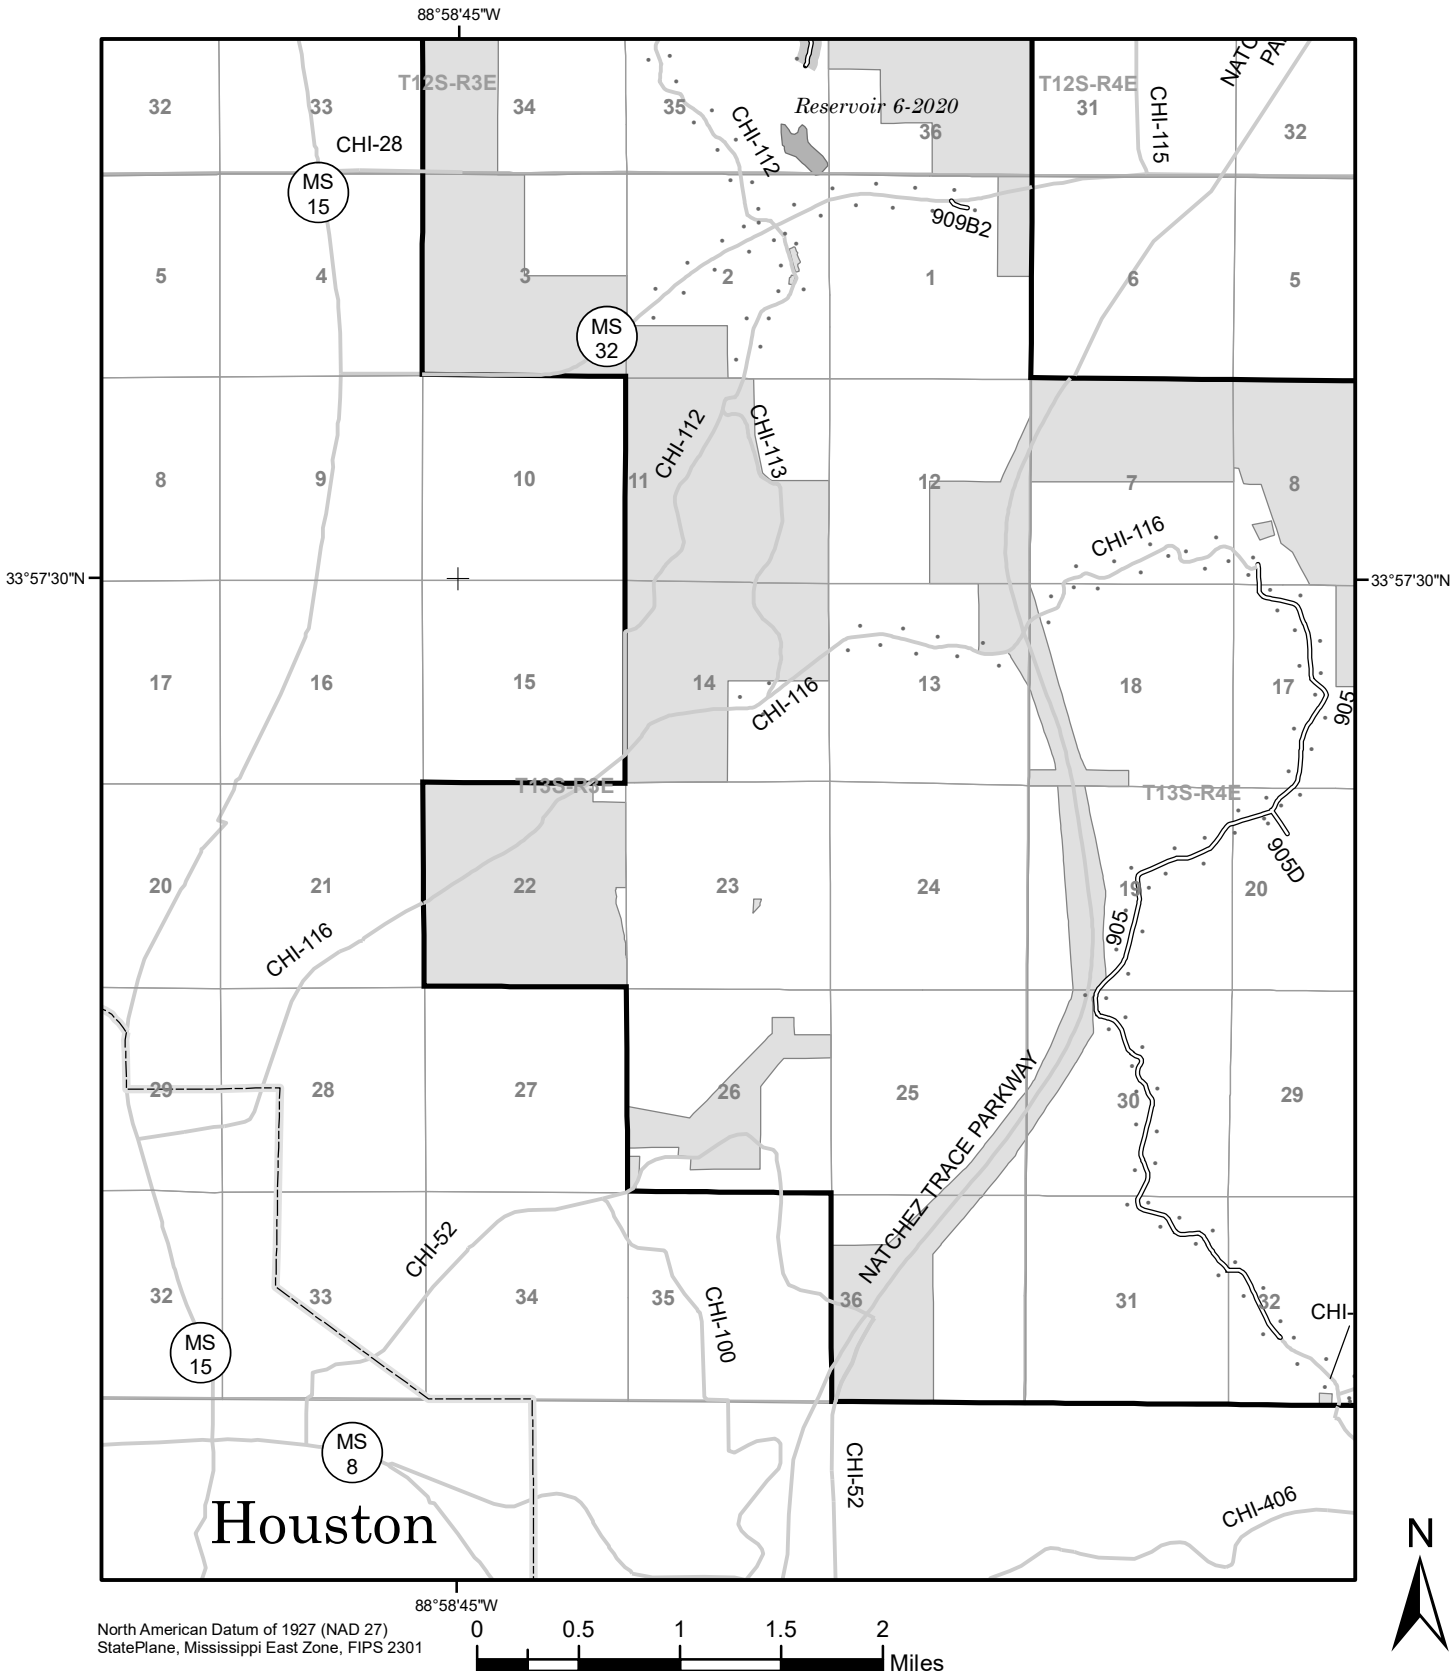 88°58'45"W
T12S-R3E
T12S-R4E
NATC
PA
32
33
34
35
Reservoir 6-2020
36
31
CHI-115
32
CHI-28
CHI-112
MS
15
909B2
5
4
3
2
1
6
5
MS
32
CHI-112
CHI-113
8
9
10
11
12
7
8
CHI-116
33°57'30"N
33°57'30"N
17
16
15
14
13
18
17
905
CHI-116
T13S-R3E
T13S-R4E
905D
20
21
22
23
24
19
20
905
CHI-116
29
28
27
26
25
30
29
NATCHEZ TRACE PARKWAY
CHI-52
32
33
34
35
CHI-100
36
31
32
CHI-
MS
15
MS
8
CHI-52
Houston
CHI-406
N
88°58'45"W
North American Datum of 1927 (NAD 27)
StatePlane, Mississippi East Zone, FIPS 2301
0 0.5 1 1.5 2
Miles